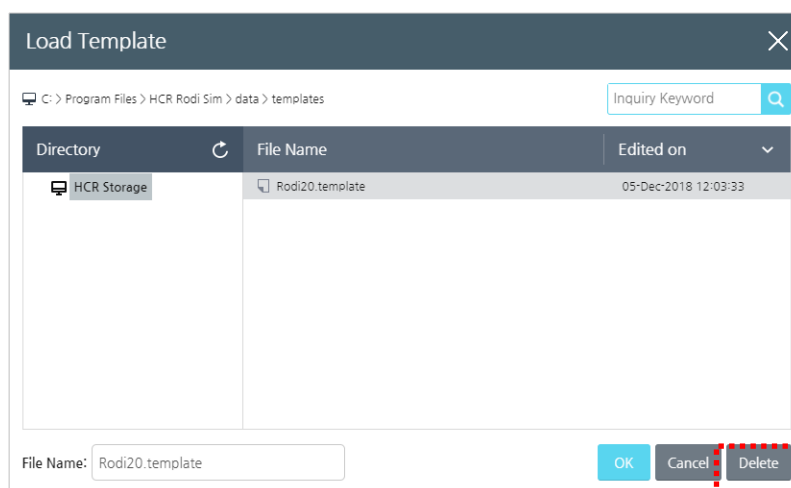 Load Template
C: > Program Files > HCR Rodi Sim > data > templates
Inquiry Keyword
Directory File Name Edited on
HCR Storage Rodi20.template 05-Dec-2018 12:03:33
File Name: Rodi20.template OK Cancel Delete